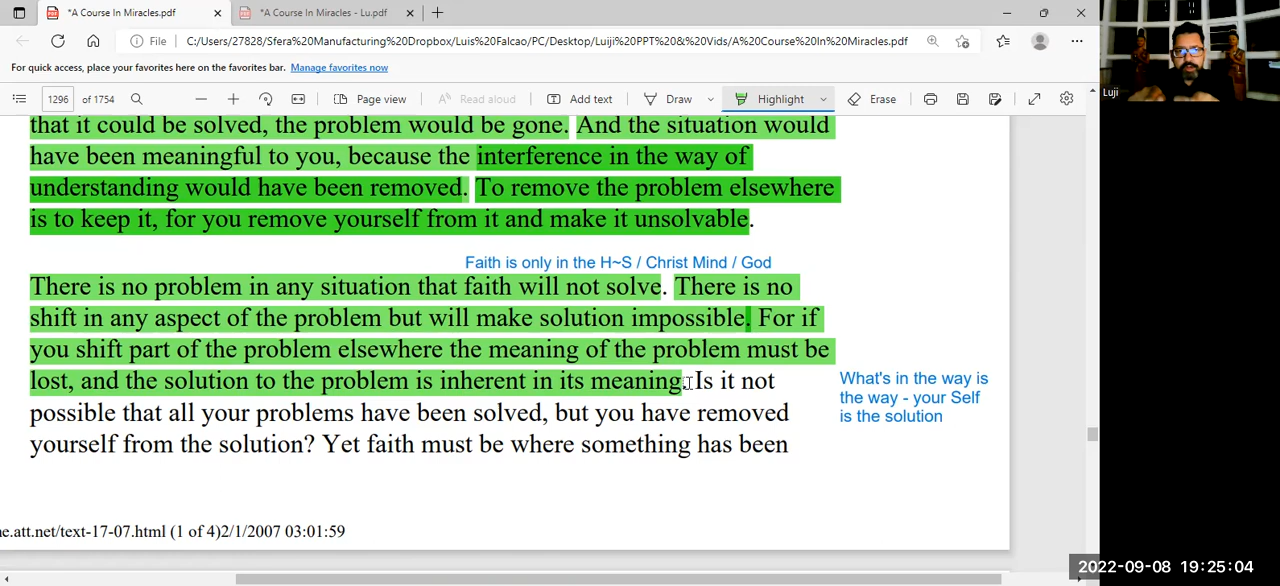 *A Course In Miracles.pdf
*A Course In Miracles - Lu.pdf
File
C:/Users/27828/Sfera%20Manufacturing%20Dropbox/Luis%20Falcao/PC/Desktop/Luiji%20PPT%20&%20Vids/A%20Course%20In%20Miracles.pdf
For quick access, place your favorites here on the favorites bar. Manage favorites now
1296 of 1754
Page view
Read aloud
Add text
Draw
Highlight
Erase
Luji
that it could be solved, the problem would be gone. And the situation would
have been meaningful to you, because the interference in the way of
understanding would have been removed. To remove the problem elsewhere
is to keep it, for you remove yourself from it and make it unsolvable.
Faith is only in the H~S / Christ Mind / God
There is no problem in any situation that faith will not solve. There is no
shift in any aspect of the problem but will make solution impossible. For if
you shift part of the problem elsewhere the meaning of the problem must be
lost, and the solution to the problem is inherent in its meaning. Is it not
possible that all your problems have been solved, but you have removed
yourself from the solution? Yet faith must be where something has been
What's in the way is
the way - your Self
is the solution
e.att.net/text-17-07.html (1 of 4)2/1/2007 03:01:59
2022-09-08 19:25:04